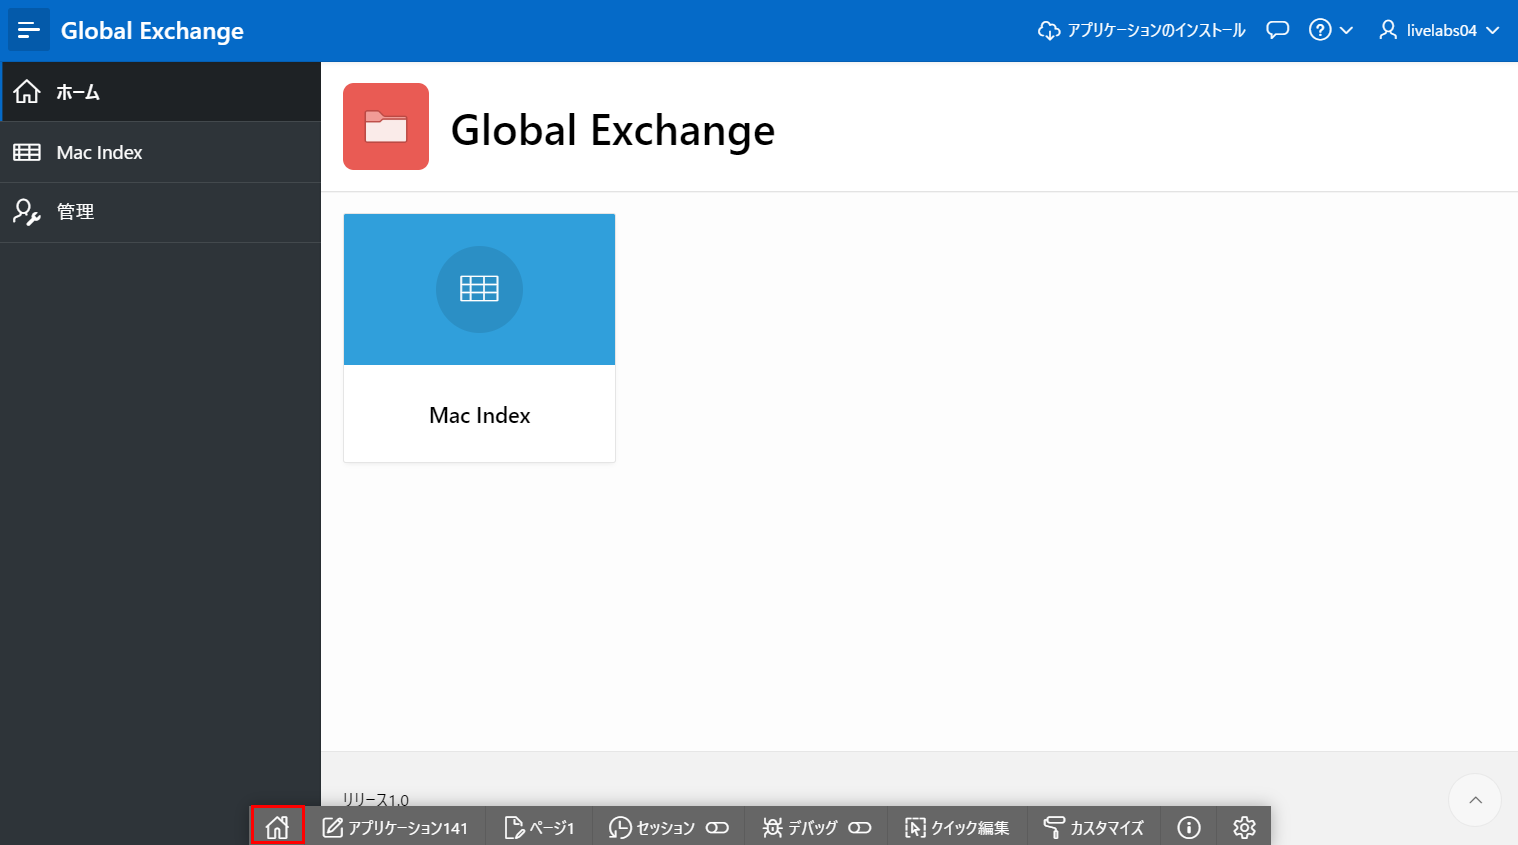 Global Exchange
アプリケーションのインストール
livelabs04
ホーム
Mac Index
管理
Global Exchange
Mac Index
リリース1.0
アプリケーション141
ページ1
セッション
デバッグ
クイック編集
カスタマイズ